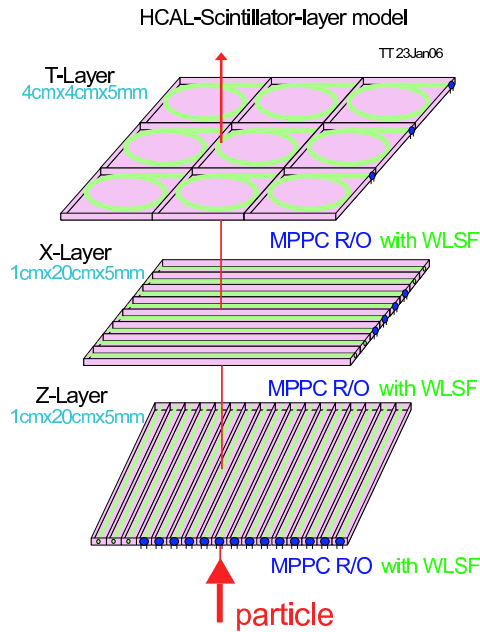 HCAL-Scintillator-layer model
TT 23Jan06
T-Layer
4cmx4cmx5mm
MPPC R/O with WLSF
X-Layer
1cmx20cmx5mm
MPPC R/O with WLSF
Z-Layer
1cmx20cmx5mm
MPPC R/O with WLSF
particle